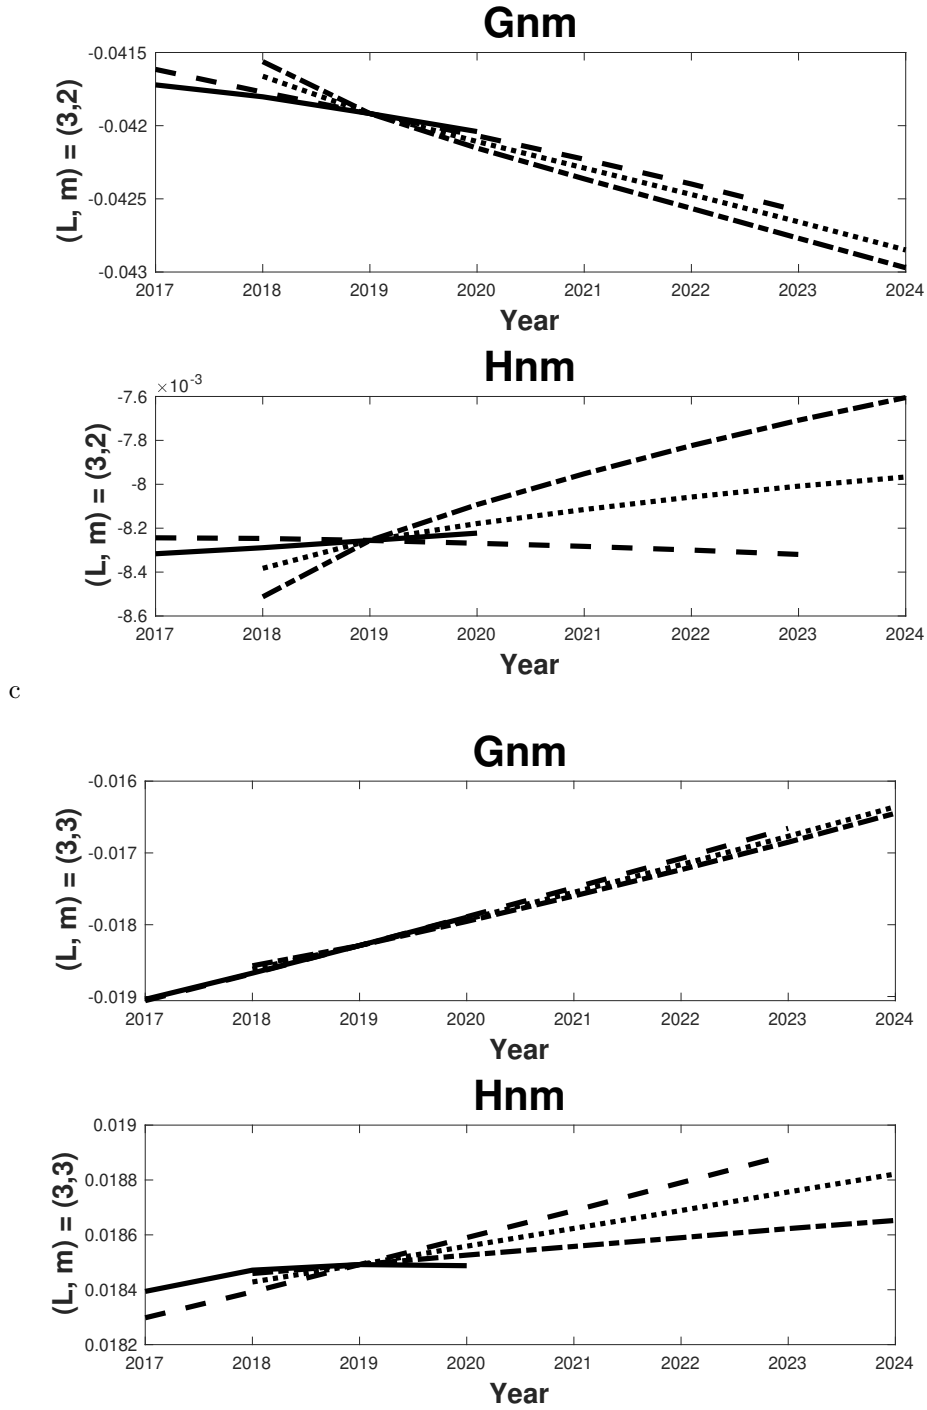 Gnm
-0.0415
-0.042
-0.0425
-0.043
(L, m) = (3,2)
2017 2018 2019 2020 2021 2022 2023 2024
Year
Hnm
×10-3
-7.6
-7.8
-8
-8.2
-8.4
-8.6
(L, m) = (3,2)
2017 2018 2019 2020 2021 2022 2023 2024
Year
c
Gnm
-0.016
-0.017
-0.018
-0.019
(L, m) = (3,3)
2017 2018 2019 2020 2021 2022 2023 2024
Year
Hnm
0.019
0.0188
0.0186
0.0184
0.0182
(L, m) = (3,3)
2017 2018 2019 2020 2021 2022 2023 2024
Year